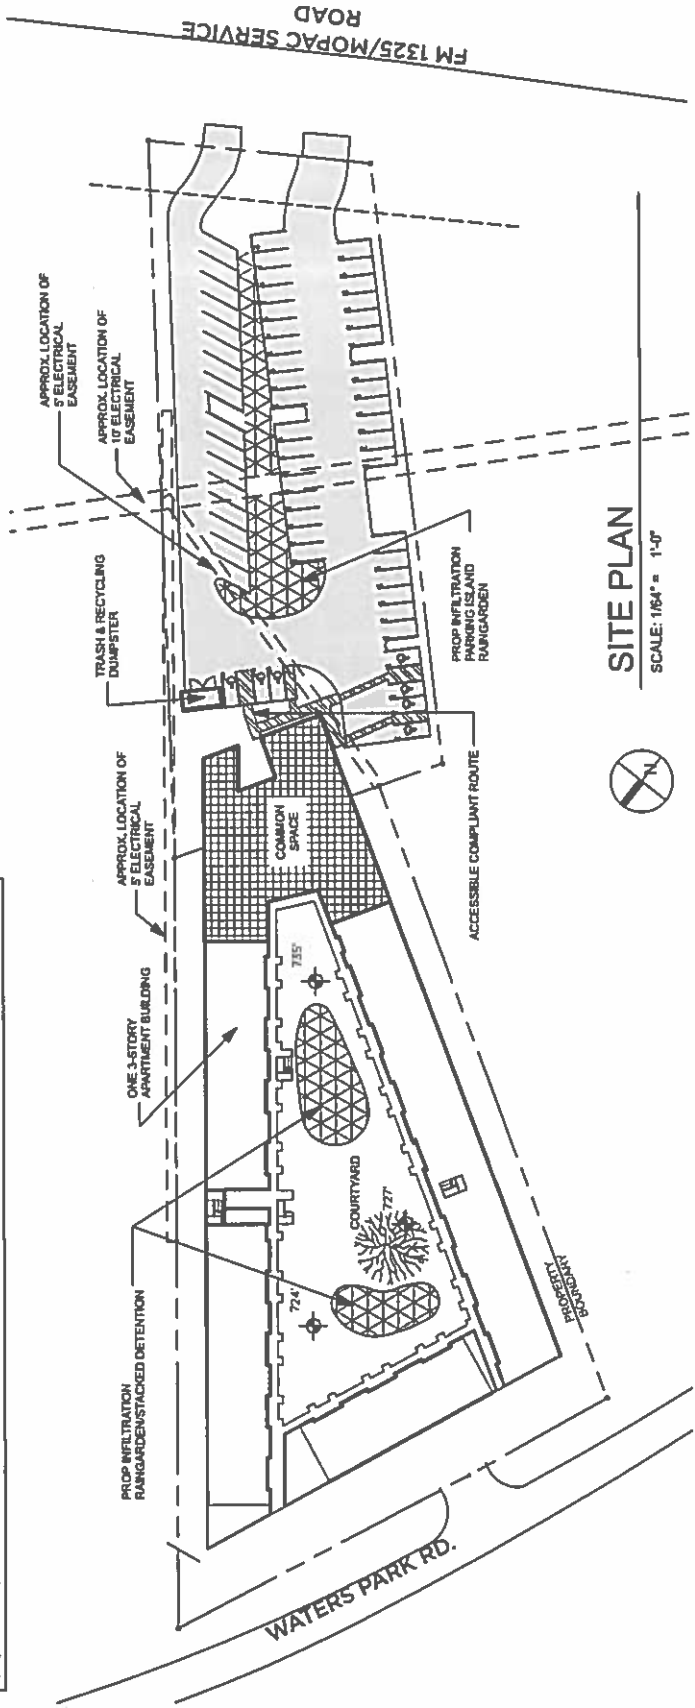 FM 1325/MOPAC SERVICE
ROAD
APPROX. LOCATION OF
5' ELECTRICAL
EASEMENT
APPROX. LOCATION OF
10' ELECTRICAL
EASEMENT
TRASH & RECYCLING
DUMPSTER
APPROX. LOCATION OF
5' ELECTRICAL
EASEMENT
ONE 3-STORY
APARTMENT BUILDING
PROP INFILTRATION
RAINGARDEN/STACKED DETENTION
PROP INFILTRATION
PARKING ISLAND
RAINGARDEN
ACCESSIBLE COMPLIANT ROUTE
COMMON
SPACE
735'
COURTYARD
727'
724'
PROPERTY
BOUNDARY
WATERS PARK RD.
SITE PLAN
SCALE: 1/64" = 1'-0"
N